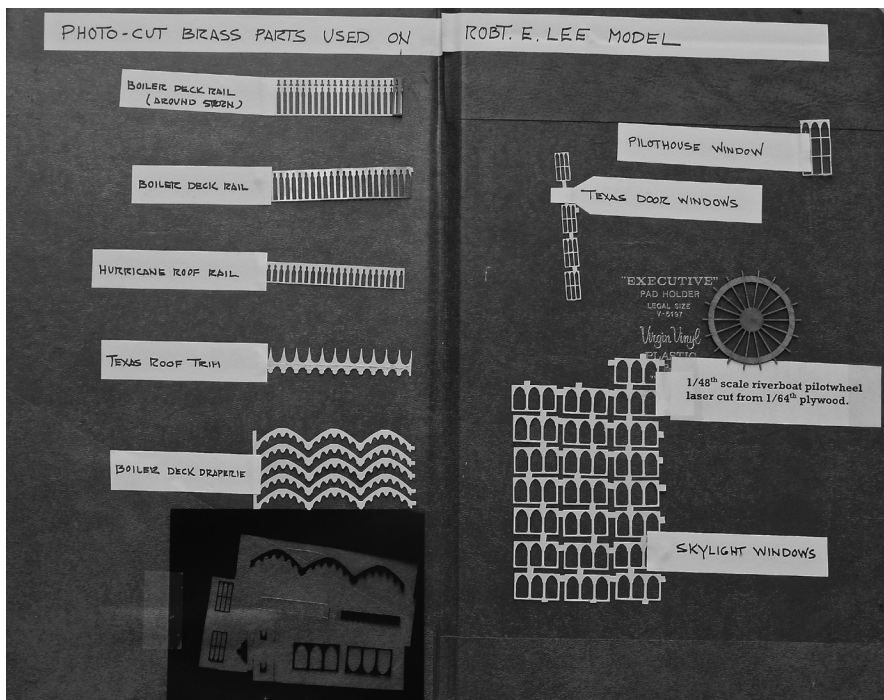 PHOTO-CUT BRASS PARTS USED ON ROBT. E. LEE MODEL
BOILER DECK RAIL
(AROUND STERN)
BOILER DECK RAIL
HURRICANE ROOF RAIL
TEXAS ROOF TRIM
BOILER DECK DRAPERIE
PILOTHOUSE WINDOW
TEXAS DOOR WINDOWS
"EXECUTIVE"
PAD HOLDER
LEGAL SIZE
V-5197
Virgin Vinyl
PLASTIC
1/48th scale riverboat pilotwheel
laser cut from 1/64th plywood.
SKYLIGHT WINDOWS